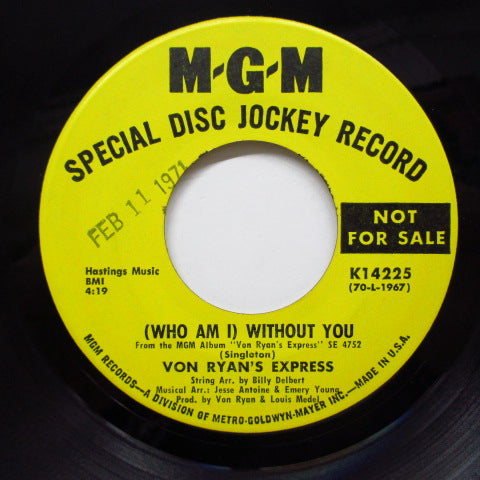 M-G-M
SPECIAL DISC JOCKEY RECORD
FEB 11 1971
NOT
FOR SALE
Hastings Music
BMI
4:19
K14225
(70-L-1967)
(WHO AM I) WITHOUT YOU
From the MGM Album "Von Ryan's Express" SE 4752
(Singleton)
VON RYAN'S EXPRESS
String Arr. by Billy Delbert
Musical Arr.: Jesse Antoine & Emery Young
Prod. by Von Ryan & Louis Medel
MGM RECORDS—A DIVISION OF METRO-GOLDWYN-MAYER INC.—MADE IN U.S.A.